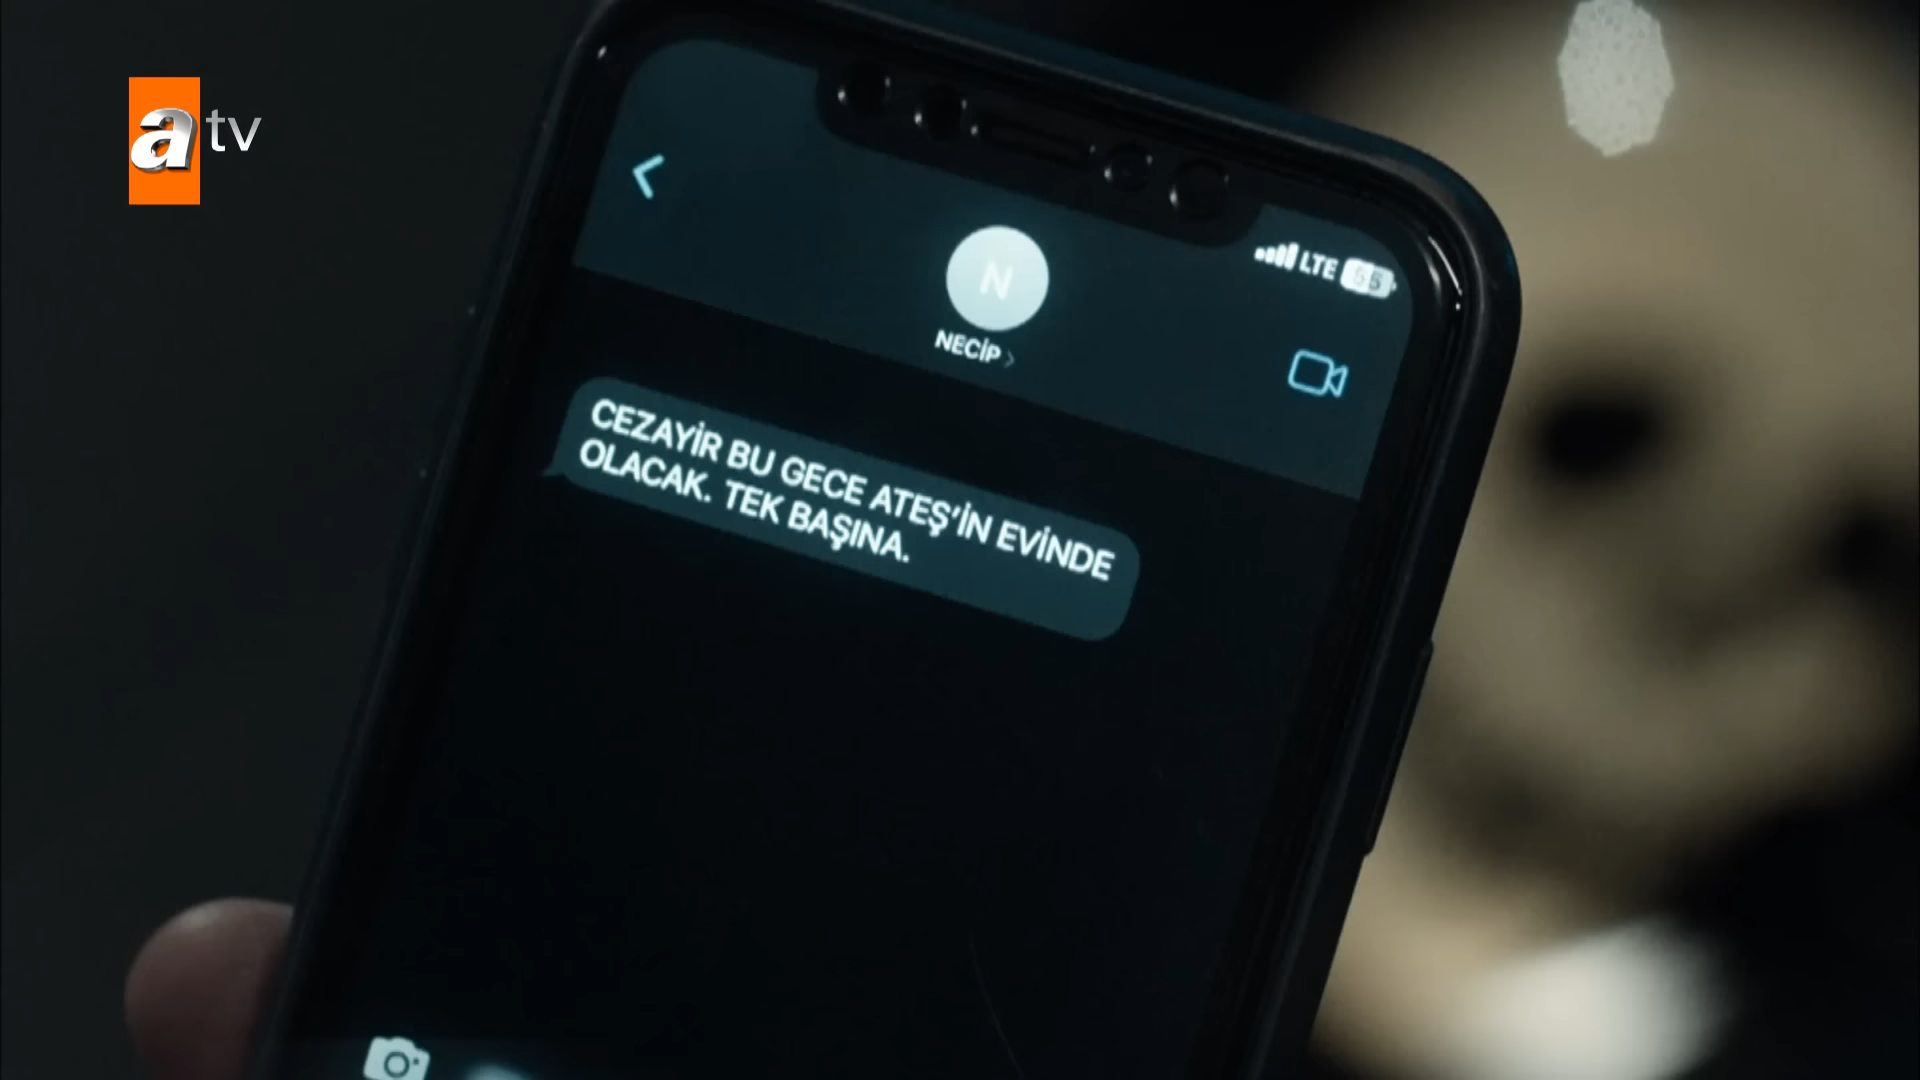 atv
LTE
N
NECİP
CEZAYİR BU GECE ATEŞ'İN EVİNDE
OLACAK. TEK BAŞINA.